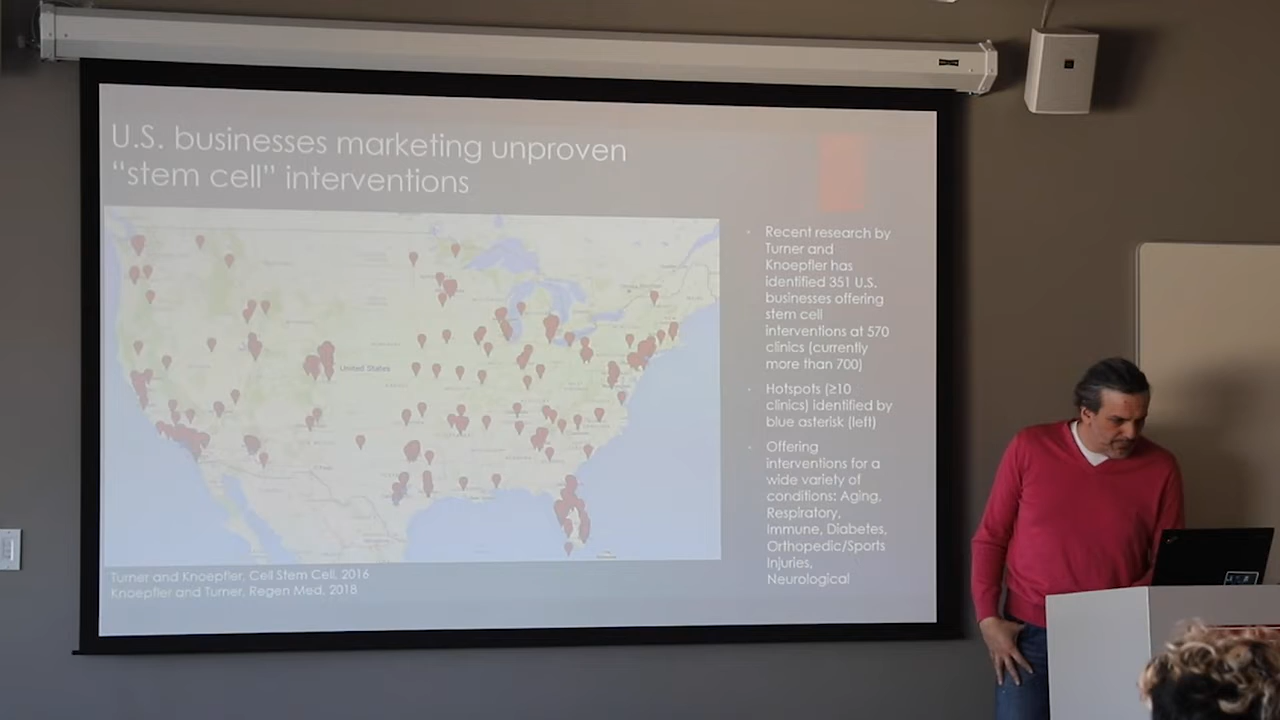 U.S. businesses marketing unproven
“stem cell” interventions
United States
Turner and Knoepfler, Cell Stem Cell, 2016
Knoepfler and Turner, Regen Med, 2018
Recent research by
Turner and
Knoepfler has
identified 351 U.S.
businesses offering
stem cell
interventions at 570
clinics (currently
more than 700)
Hotspots (≥10
clinics) identified by
blue asterisk (left)
Offering
interventions for a
wide variety of
conditions: Aging,
Respiratory,
Immune, Diabetes,
Orthopedic/Sports
Injuries,
Neurological